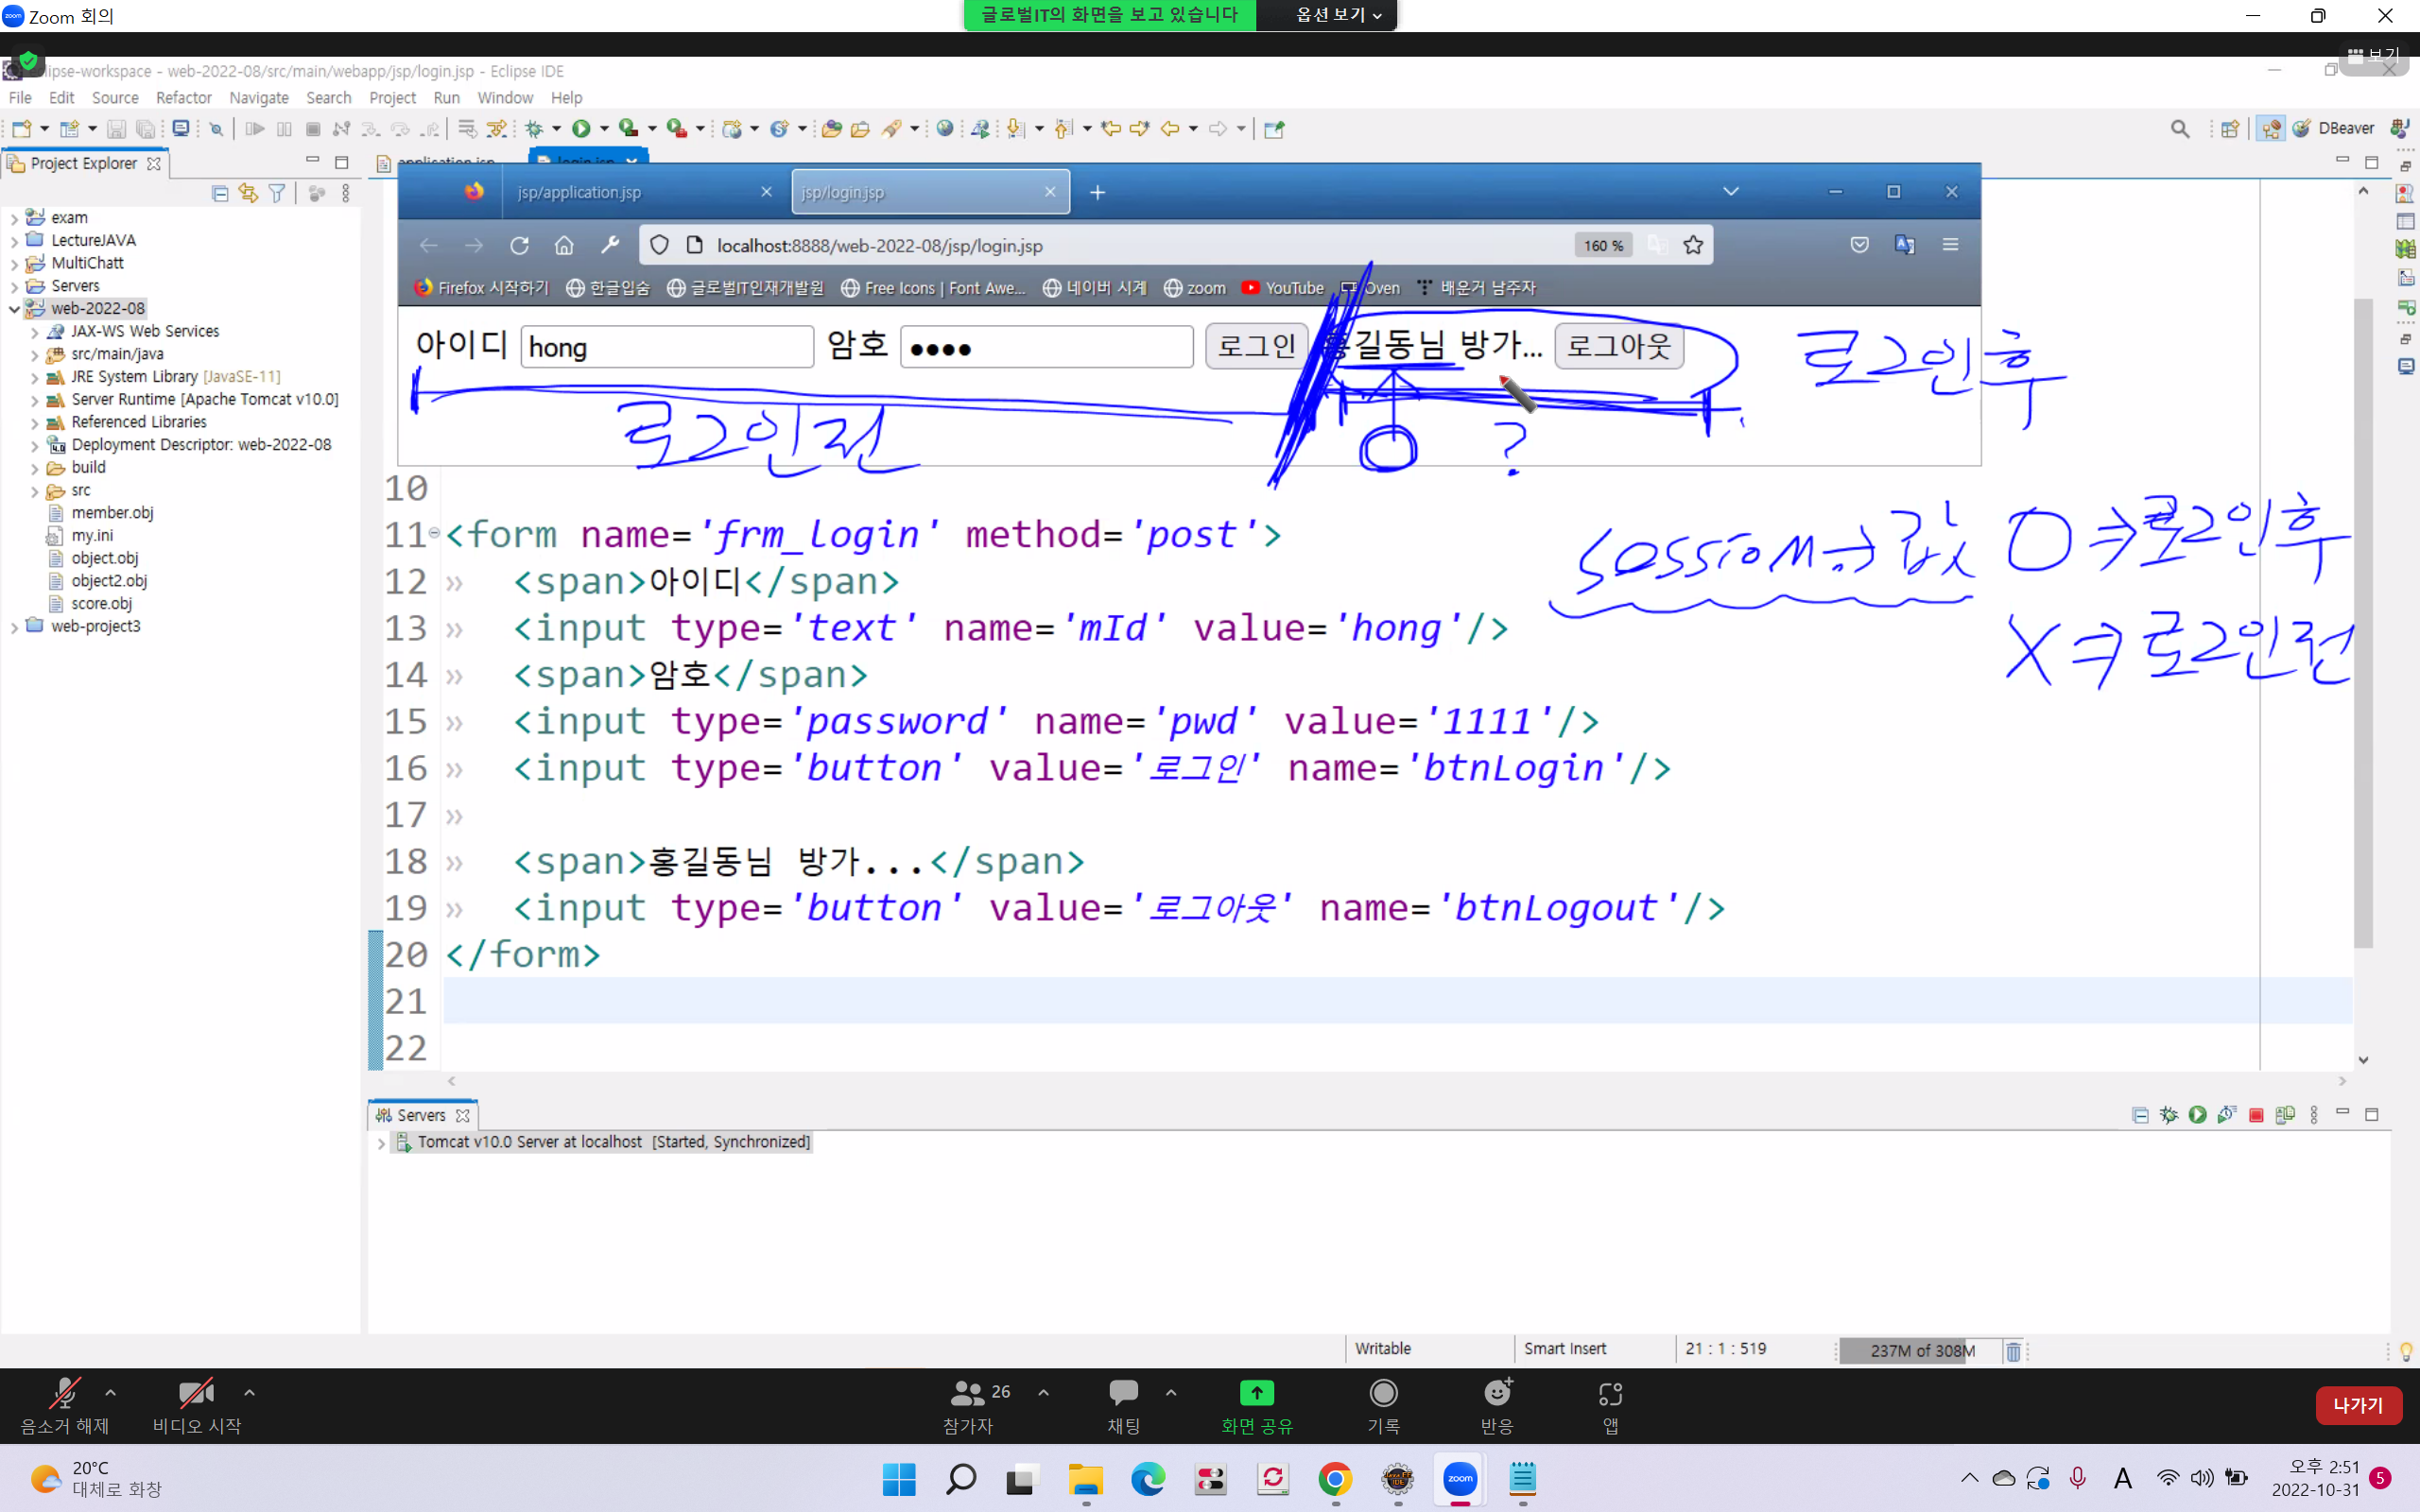 Zoom 회의
글로벌IT의 화면을 보고 있습니다
옵션 보기
보기
lipse-workspace - web-2022-08/src/main/webapp/jsp/login.jsp - Eclipse IDE
File Edit Source Refactor Navigate Search Project Run Window Help
DBeaver
Project Explorer
application.jsp
login.jsp
exam
LectureJAVA
MultiChatt
Servers
web-2022-08
JAX-WS Web Services
src/main/java
JRE System Library [JavaSE-11]
Server Runtime [Apache Tomcat v10.0]
Referenced Libraries
Deployment Descriptor: web-2022-08
build
src
member.obj
my.ini
object.obj
object2.obj
score.obj
web-project3
jsp/application.jsp
jsp/login.jsp
localhost:8888/web-2022-08/jsp/login.jsp
160 %
Firefox 시작하기 한글입숨 글로벌IT인재개발원 Free Icons | Font Awe... 네이버 시계 zoom YouTube Oven 배운거 남주자
아이디 hong 암호 ●●●● 로그인 홍길동님 방가... 로그아웃
로그인후
로그인전
?
session ⇒ 값 O ⇒ 로그인후
X ⇒ 로그인전
10
11 <form name='frm_login' method='post'>
12 <span>아이디</span>
13 <input type='text' name='mId' value='hong'/>
14 <span>암호</span>
15 <input type='password' name='pwd' value='1111'/>
16 <input type='button' value='로그인' name='btnLogin'/>
17
18 <span>홍길동님 방가...</span>
19 <input type='button' value='로그아웃' name='btnLogout'/>
20 </form>
21
22
Servers
Tomcat v10.0 Server at localhost [Started, Synchronized]
Writable
Smart Insert
21 : 1 : 519
237M of 308M
음소거 해제
비디오 시작
26
참가자
채팅
화면 공유
기록
반응
앱
나가기
20°C
대체로 화창
zoom
A
오후 2:51
2022-10-31
5